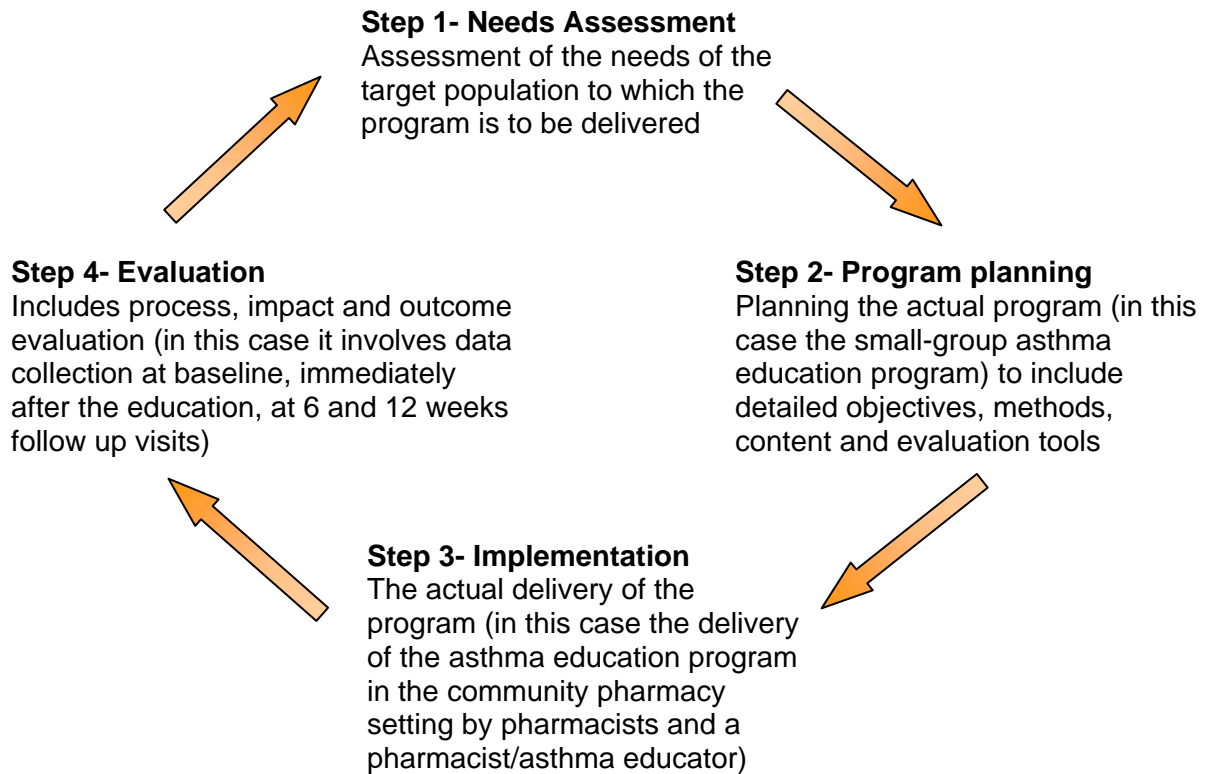 Step 1- Needs Assessment
Assessment of the needs of the
target population to which the
program is to be delivered
Step 2- Program planning
Planning the actual program (in this
case the small-group asthma
education program) to include
detailed objectives, methods,
content and evaluation tools
Step 3- Implementation
The actual delivery of the
program (in this case the delivery
of the asthma education program
in the community pharmacy
setting by pharmacists and a
pharmacist/asthma educator)
Step 4- Evaluation
Includes process, impact and outcome
evaluation (in this case it involves data
collection at baseline, immediately
after the education, at 6 and 12 weeks
follow up visits)